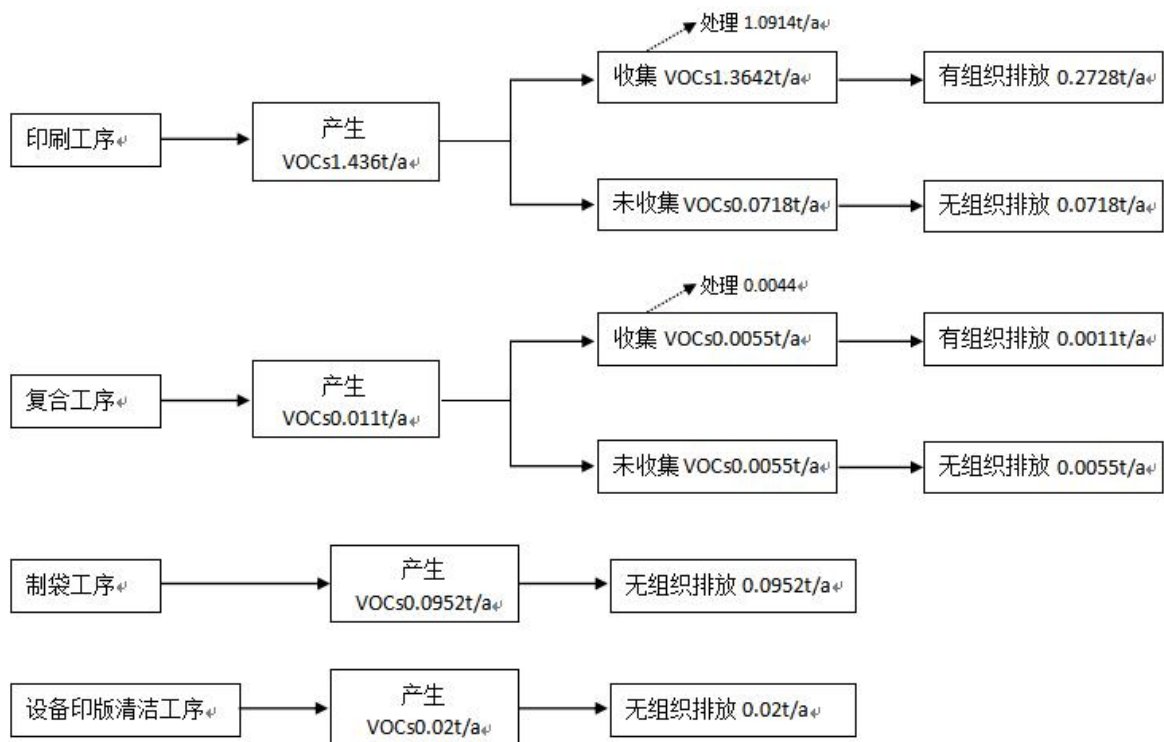 处理 1.0914t/a
收集 VOCs1.3642t/a
有组织排放 0.2728t/a
印刷工序
产生
VOCs1.436t/a
未收集 VOCs0.0718t/a
无组织排放 0.0718t/a
处理 0.0044
收集 VOCs0.0055t/a
有组织排放 0.0011t/a
复合工序
产生
VOCs0.011t/a
未收集 VOCs0.0055t/a
无组织排放 0.0055t/a
制袋工序
产生
VOCs0.0952t/a
无组织排放 0.0952t/a
设备印版清洁工序
产生
VOCs0.02t/a
无组织排放 0.02t/a